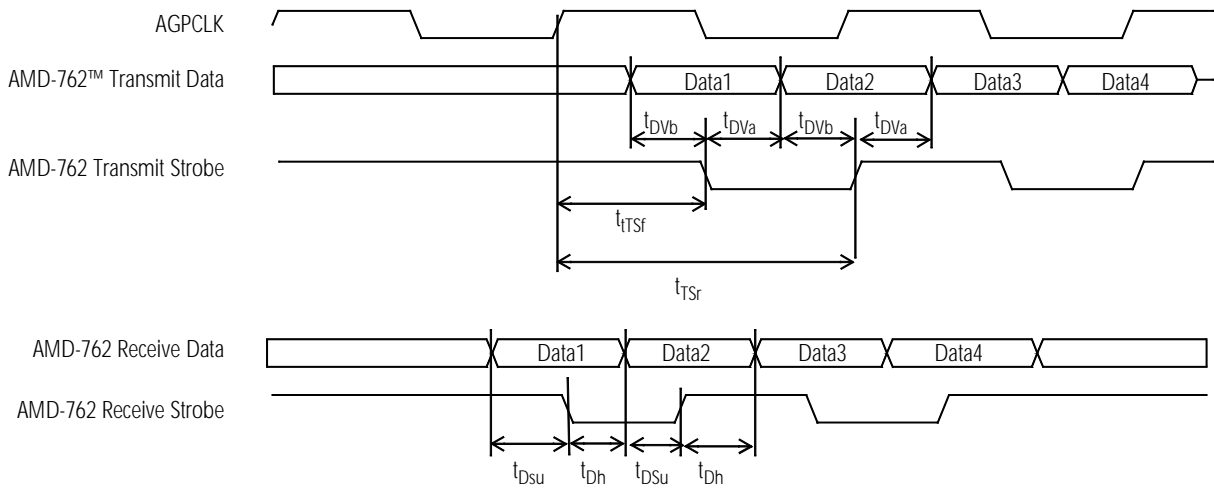 AGPCLK
AMD-762™ Transmit Data
Data1 Data2 Data3 Data4
tDVb tDVa tDVb tDVa
AMD-762 Transmit Strobe
tTSf
tTSr
AMD-762 Receive Data
Data1 Data2 Data3 Data4
AMD-762 Receive Strobe
tDsu tDh tDSu tDh